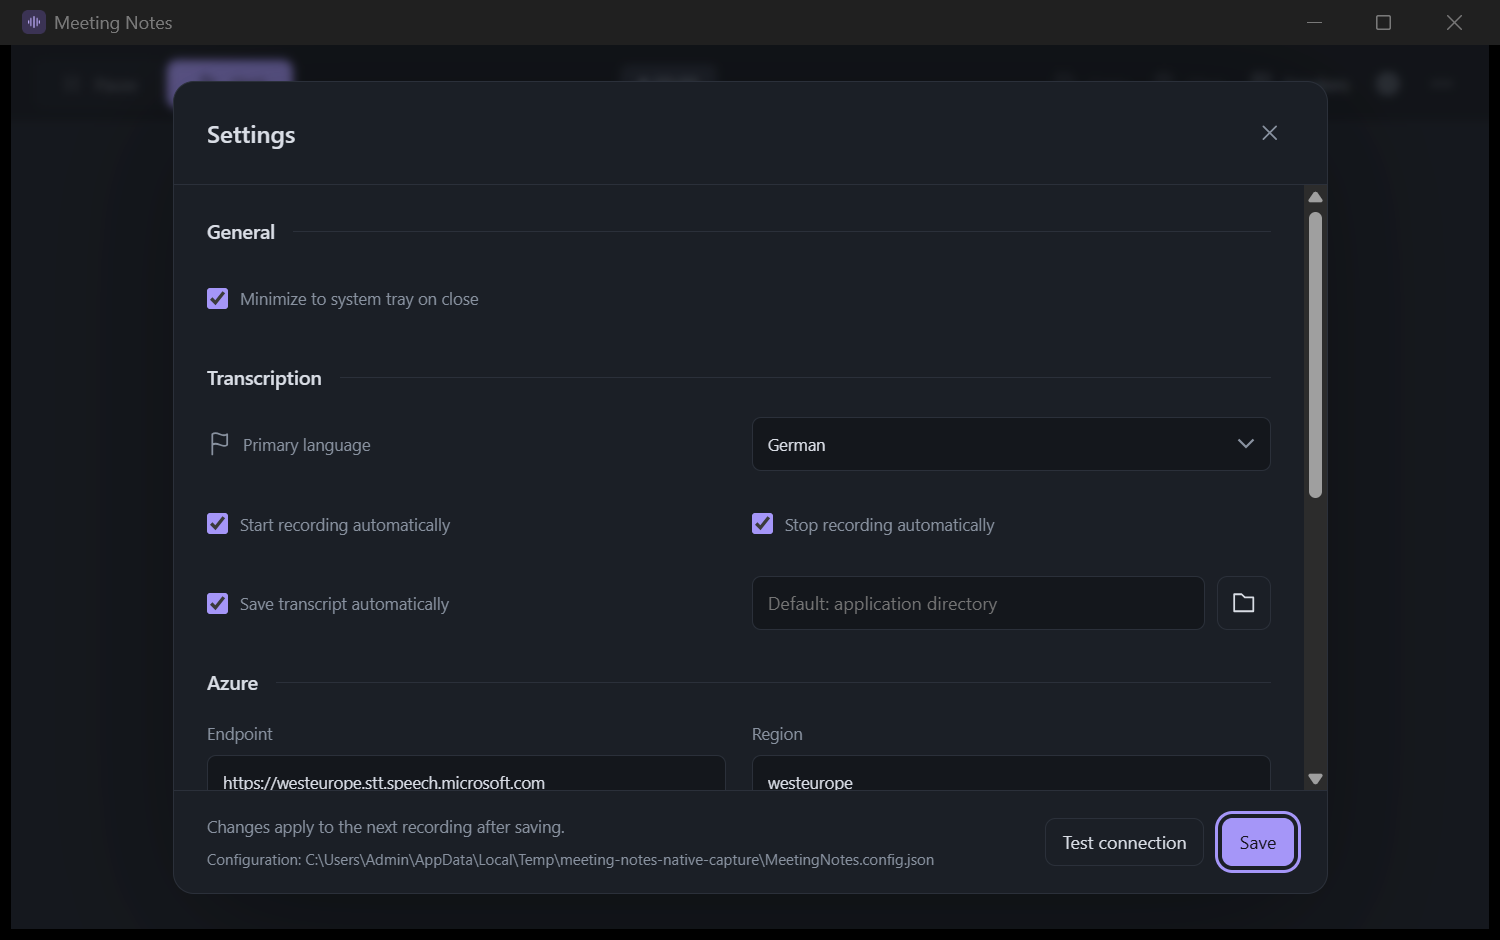 Meeting Notes
Settings
General
Minimize to system tray on close
Transcription
Primary language
German
Start recording automatically
Stop recording automatically
Save transcript automatically
Default: application directory
Azure
Endpoint
Region
https://westeurope.stt.speech.microsoft.com
westeurope
Changes apply to the next recording after saving.
Configuration: C:\Users\Admin\AppData\Local\Temp\meeting-notes-native-capture\MeetingNotes.config.json
Test connection
Save